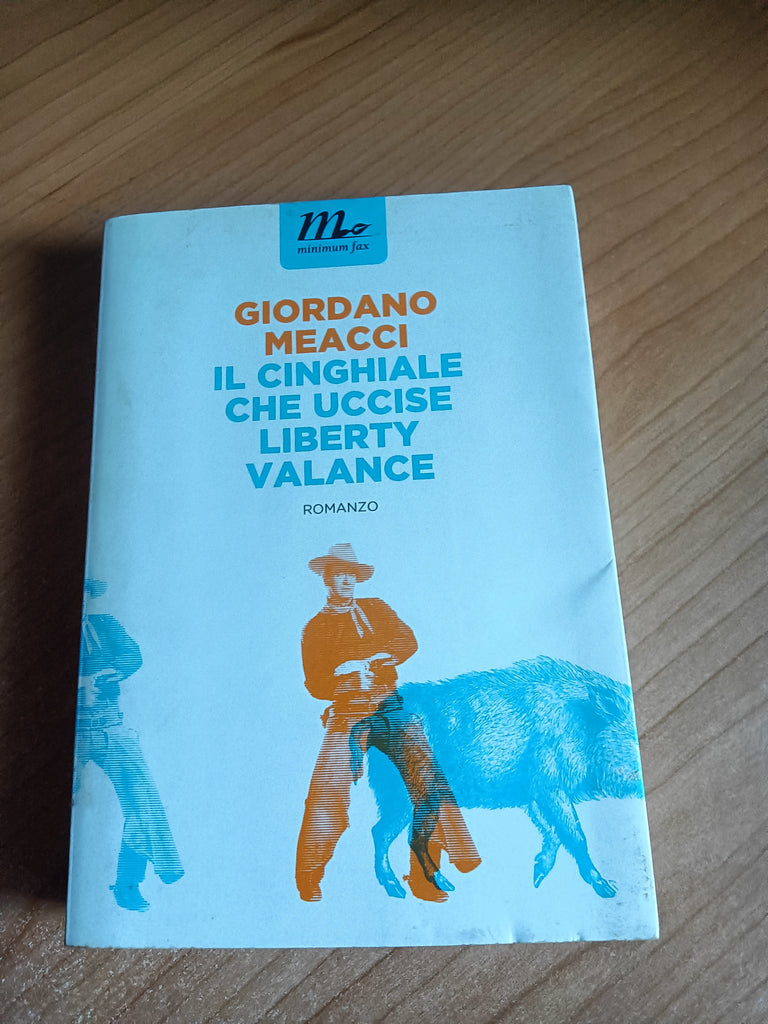 m
minimum fax
GIORDANO
MEACCI
IL CINGHIALE
CHE UCCISE
LIBERTY
VALANCE
ROMANZO